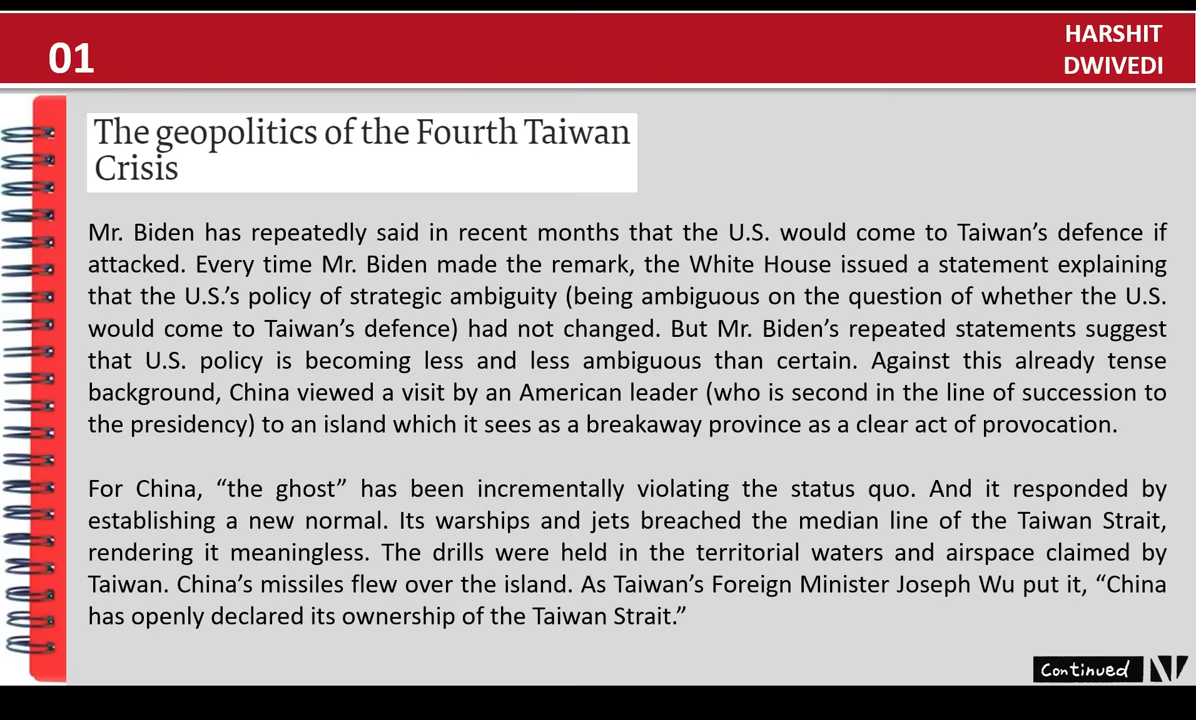 01
HARSHIT
DWIVEDI
The geopolitics of the Fourth Taiwan
Crisis
Mr. Biden has repeatedly said in recent months that the U.S. would come to Taiwan’s defence if
attacked. Every time Mr. Biden made the remark, the White House issued a statement explaining
that the U.S.’s policy of strategic ambiguity (being ambiguous on the question of whether the U.S.
would come to Taiwan’s defence) had not changed. But Mr. Biden’s repeated statements suggest
that U.S. policy is becoming less and less ambiguous than certain. Against this already tense
background, China viewed a visit by an American leader (who is second in the line of succession to
the presidency) to an island which it sees as a breakaway province as a clear act of provocation.
For China, “the ghost” has been incrementally violating the status quo. And it responded by
establishing a new normal. Its warships and jets breached the median line of the Taiwan Strait,
rendering it meaningless. The drills were held in the territorial waters and airspace claimed by
Taiwan. China’s missiles flew over the island. As Taiwan’s Foreign Minister Joseph Wu put it, “China
has openly declared its ownership of the Taiwan Strait.”
Continued